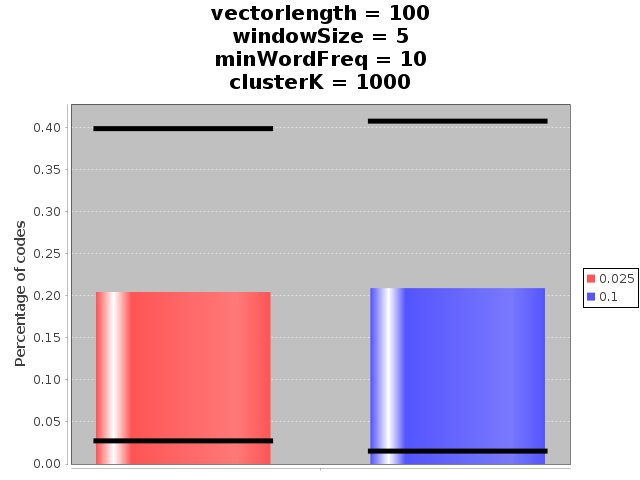 vectorlength = 100
windowSize = 5
minWordFreq = 10
clusterK = 1000
Percentage of codes
0.40
0.35
0.30
0.25
0.20
0.15
0.10
0.05
0.00
0.025
0.1